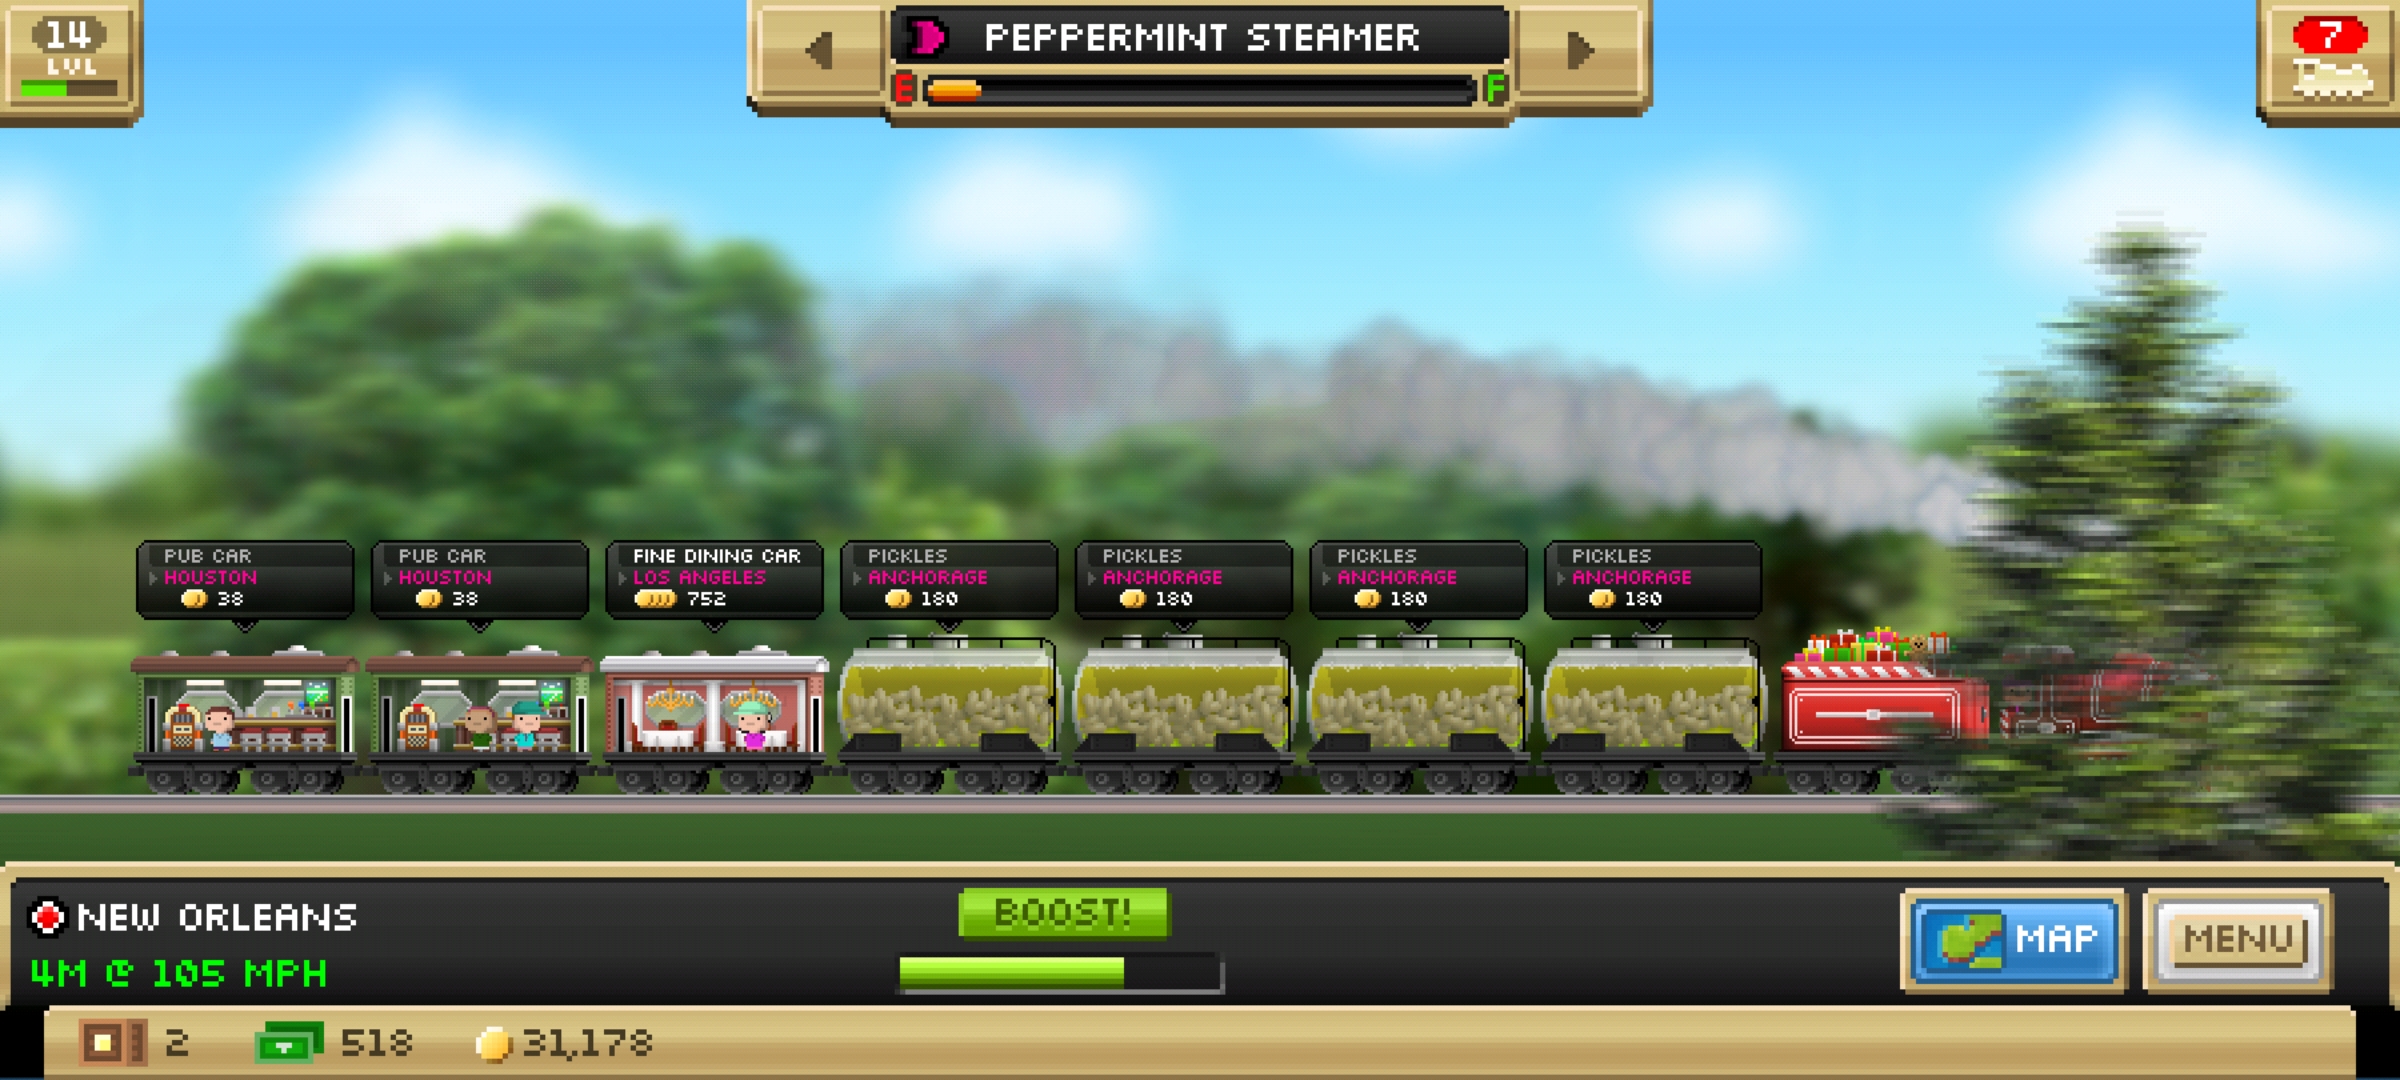 14
LVL
PEPPERMINT STEAMER
E F
7
PUB CAR
HOUSTON
38
PUB CAR
HOUSTON
38
FINE DINING CAR
LOS ANGELES
752
PICKLES
ANCHORAGE
180
PICKLES
ANCHORAGE
180
PICKLES
ANCHORAGE
180
PICKLES
ANCHORAGE
180
NEW ORLEANS
4M @ 105 MPH
BOOST!
MAP
MENU
2
518
31,178